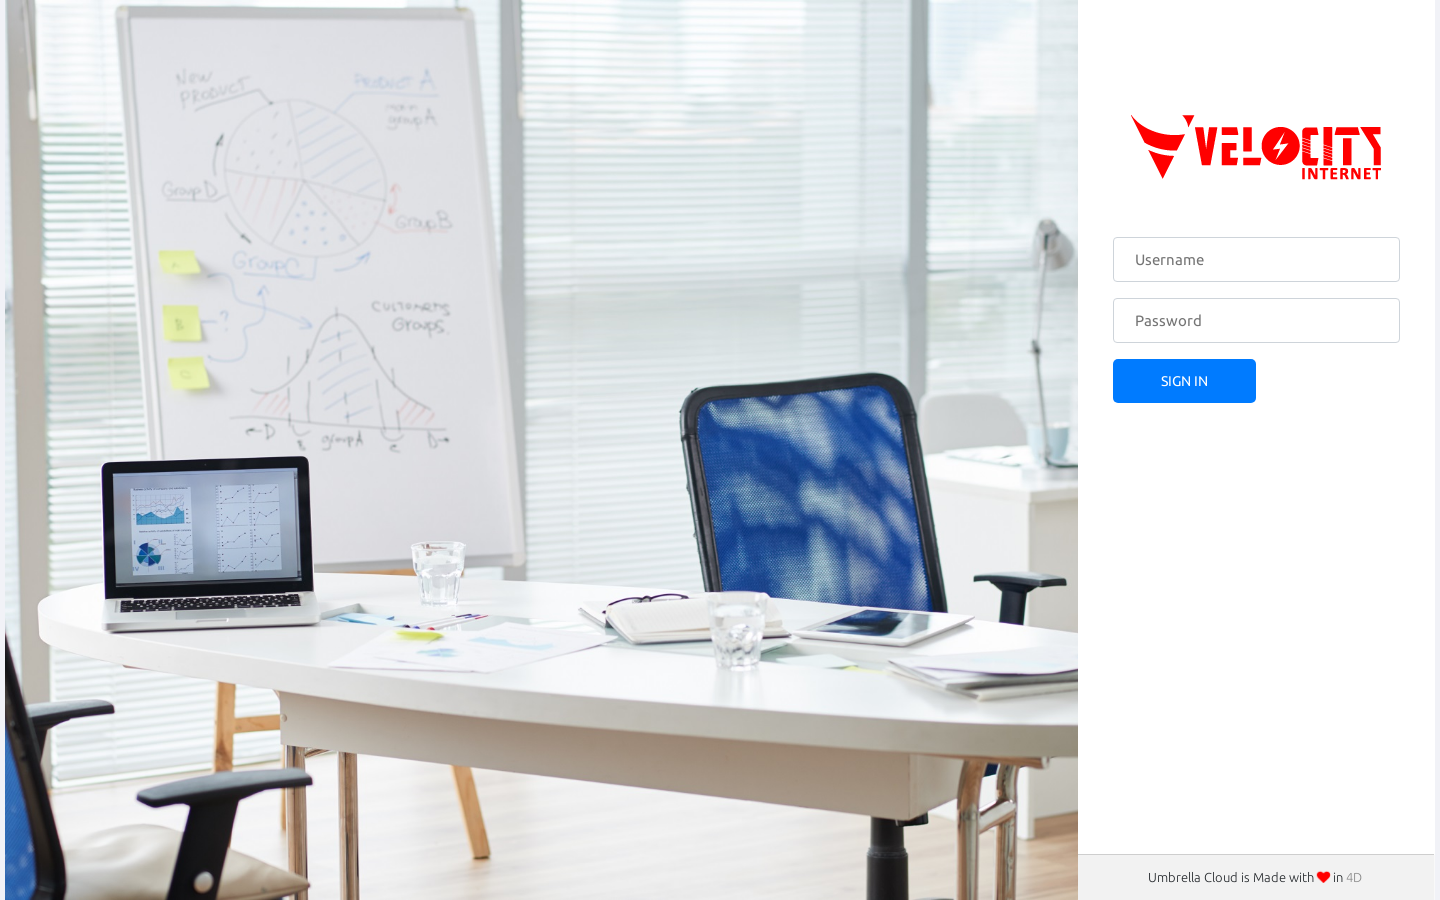 New
PRODUCT
PRODUCT A
main
group A
Group D
Group B
Group C
A
B
?
C
CUSTOMERS
Groups.
D
B
group A
C
D
VELOCITY
INTERNET
Username
Password
SIGN IN
Umbrella Cloud is Made with ❤ in 4D